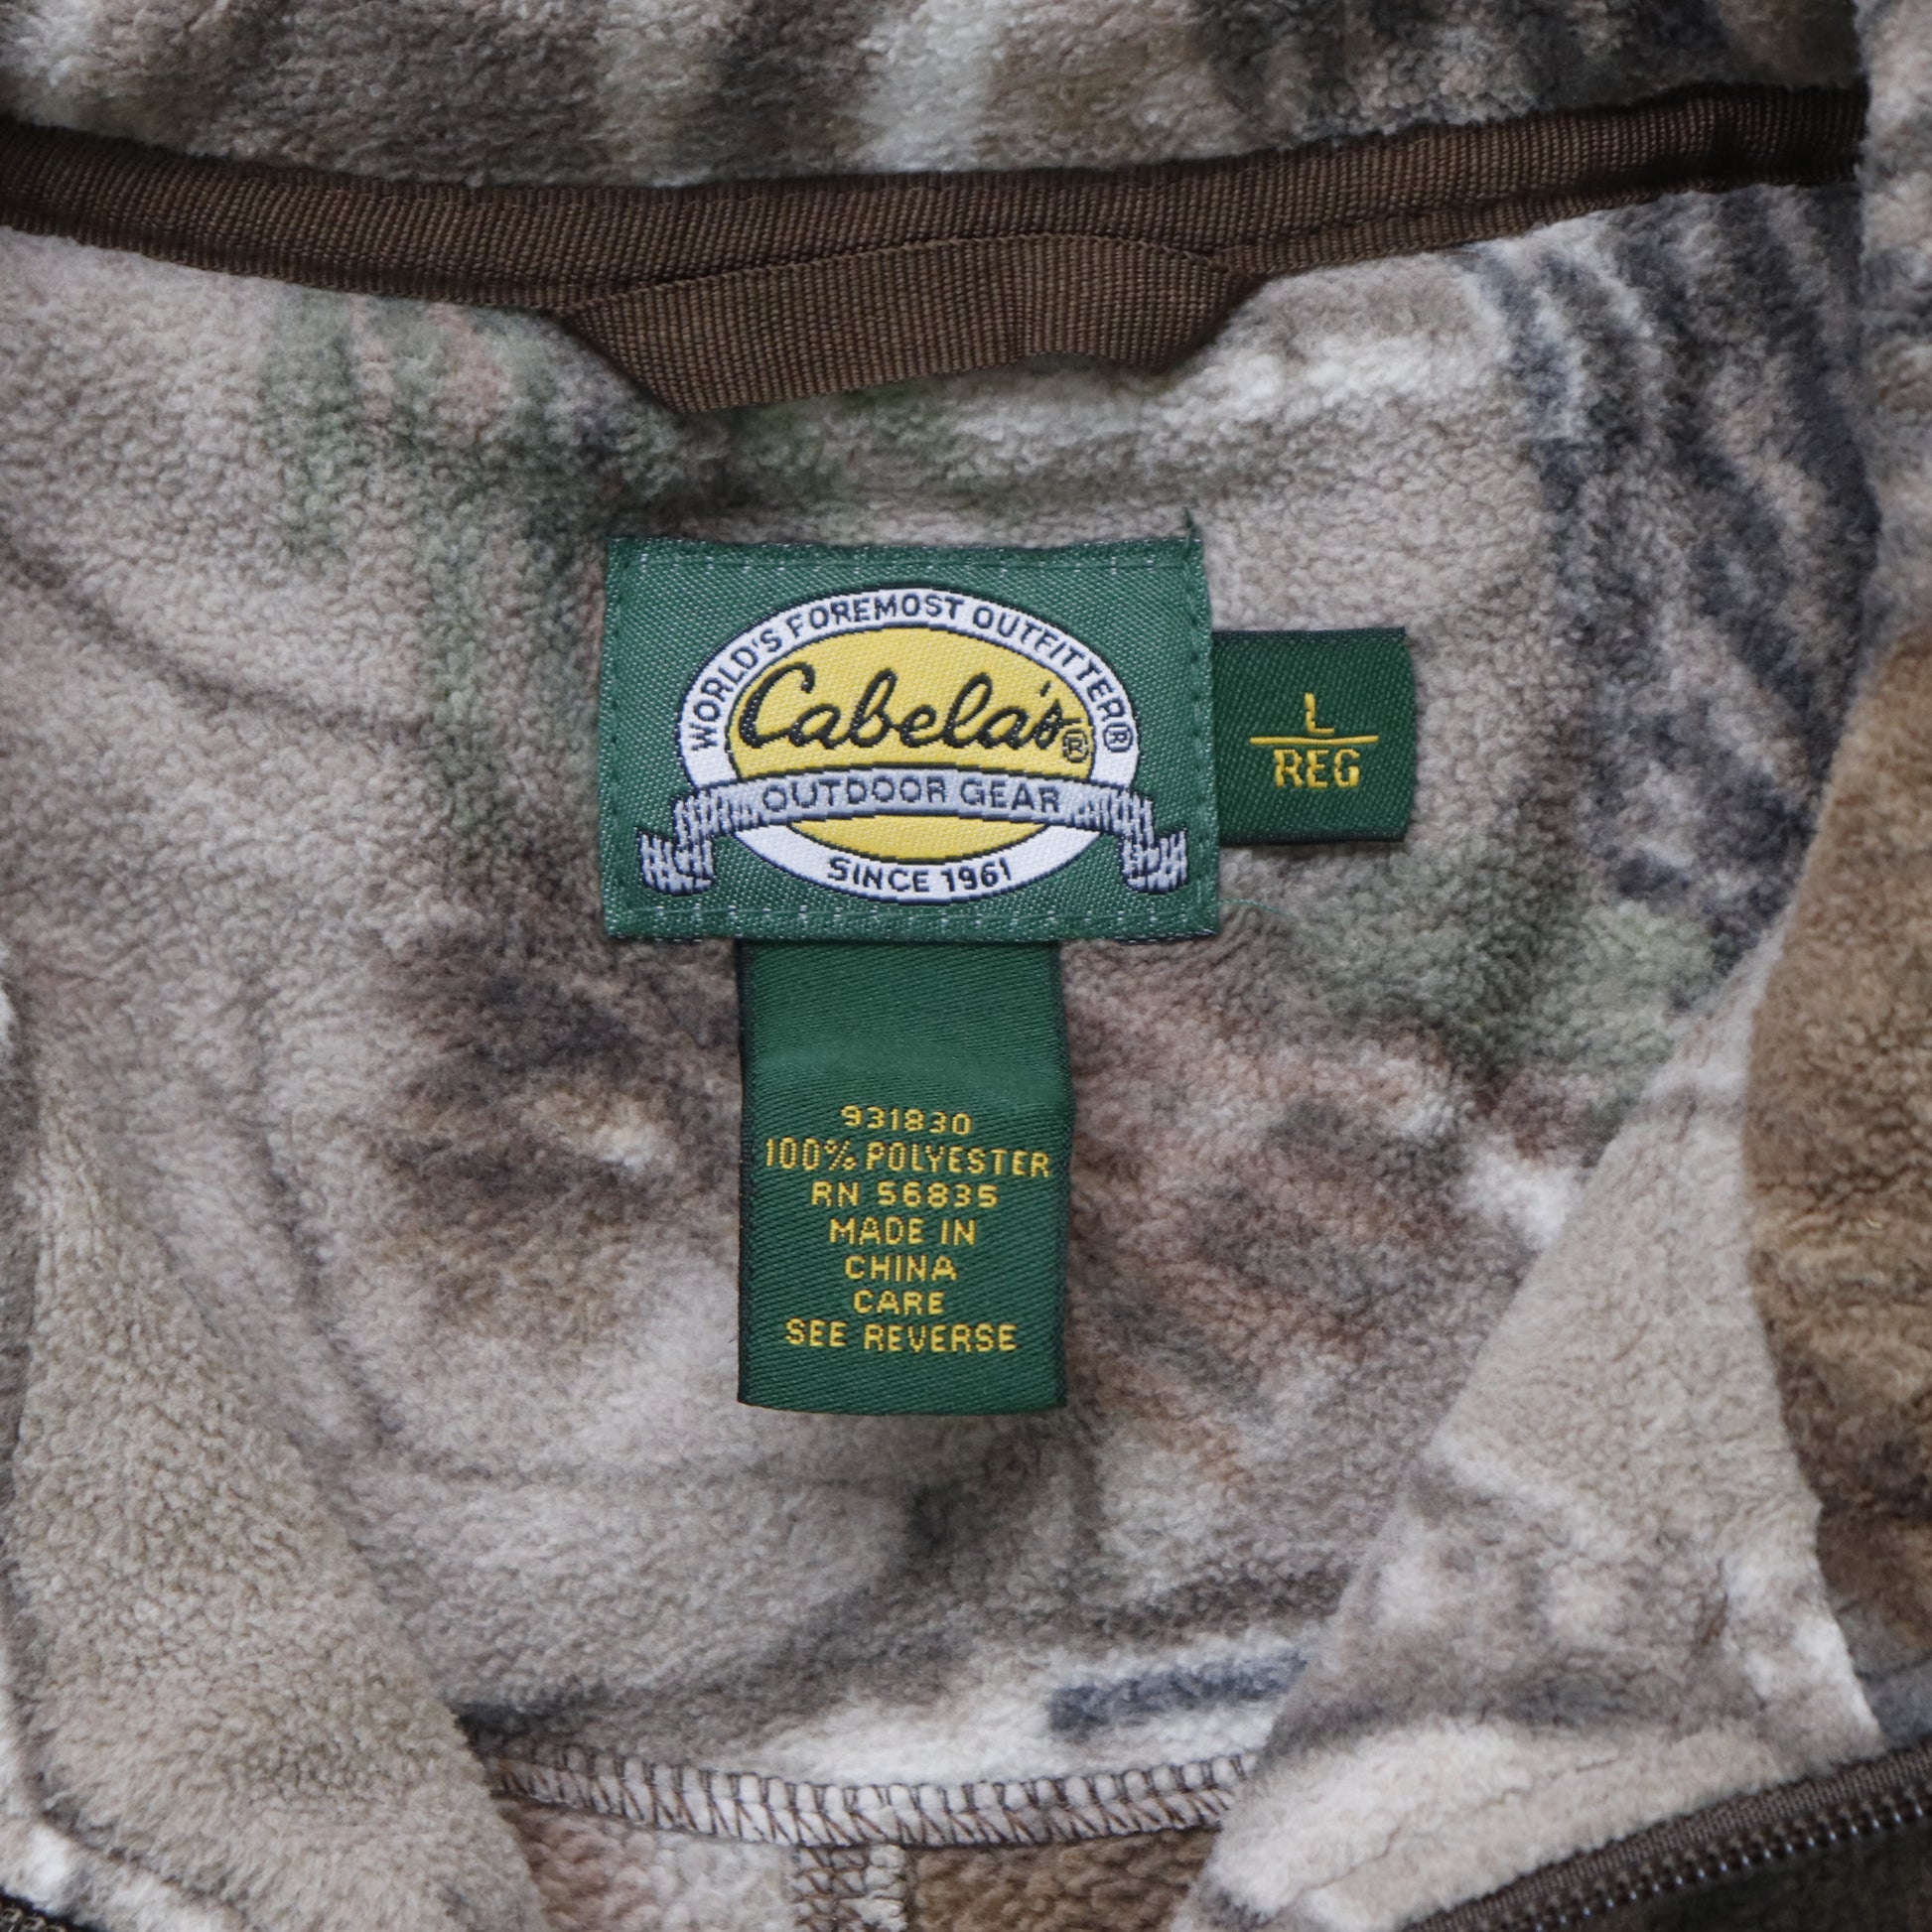 WORLD'S FOREMOST OUTFITTER®
Cabela's®
OUTDOOR GEAR
SINCE 1961
L
REG
931830
100% POLYESTER
RN 56835
MADE IN
CHINA
CARE
SEE REVERSE